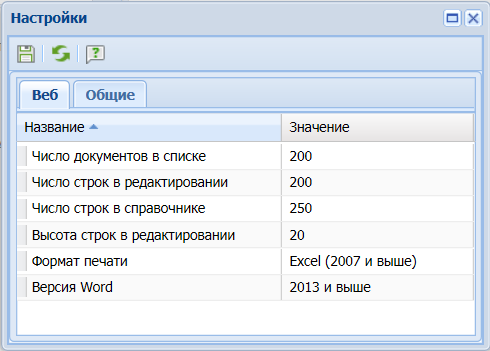 Настройки
Веб Общие
Название Значение
Число документов в списке 200
Число строк в редактировании 200
Число строк в справочнике 250
Высота строк в редактировании 20
Формат печати Excel (2007 и выше)
Версия Word 2013 и выше